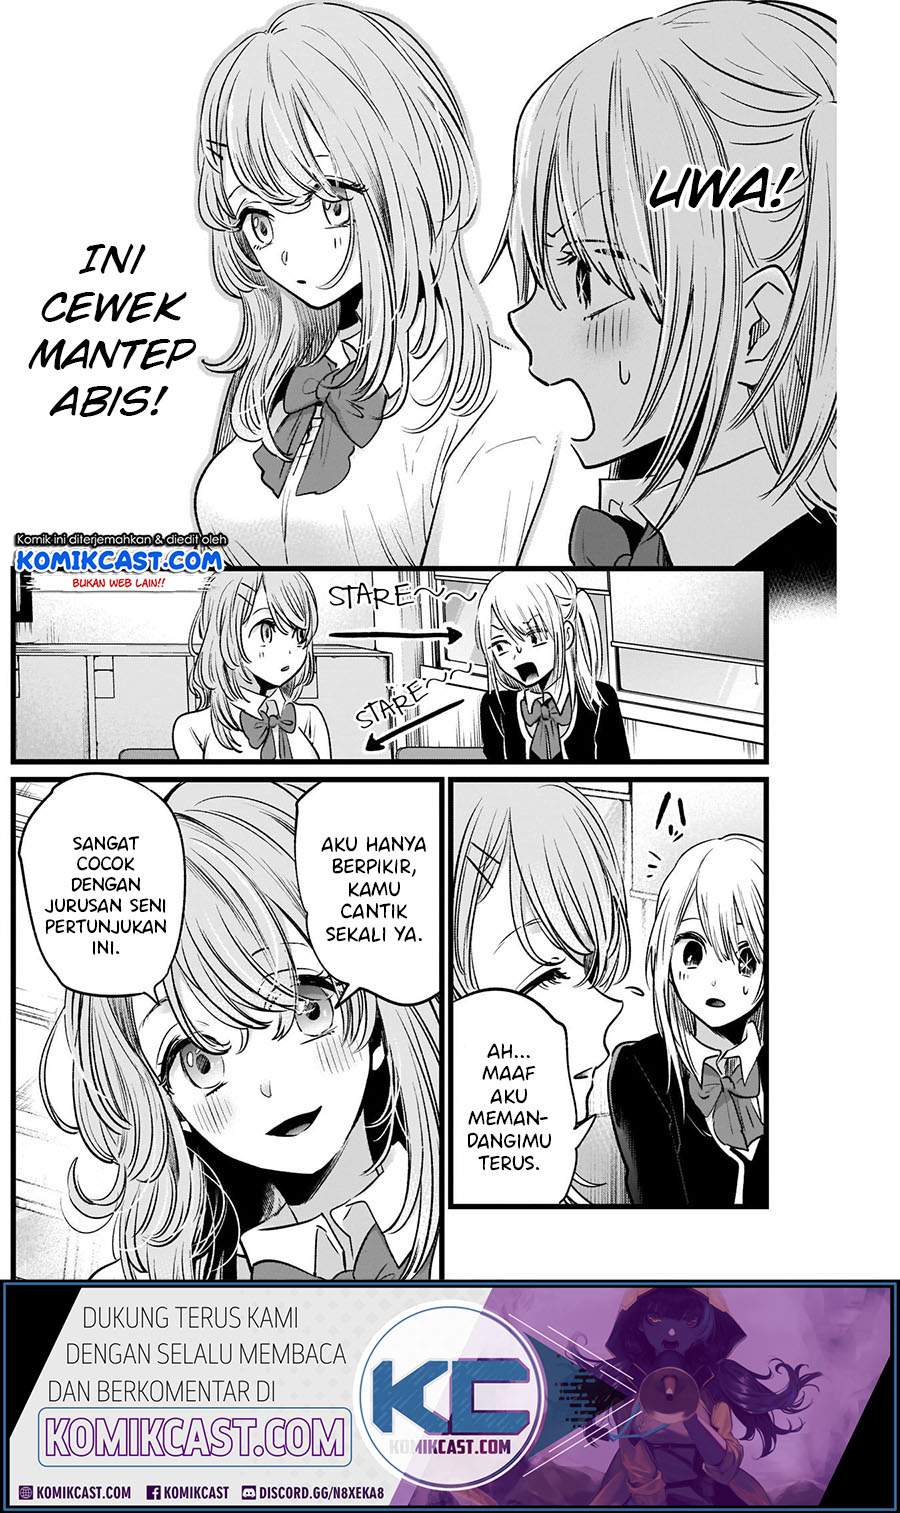 UWA!
INI
CEWEK
MANTEP
ABIS!
Komik ini diterjemahkan & diedit oleh
KOMIKCAST.COM
BUKAN WEB LAIN!!
STARE~~
STARE~~
AH...
MAAF
AKU
MEMAN-
DANGIMU
TERUS.
AKU HANYA
BERPIKIR,
KAMU
CANTIK
SEKALI YA.
SANGAT
COCOK
DENGAN
JURUSAN SENI
PERTUNJUKAN
INI.
DUKUNG TERUS KAMI
DENGAN SELALU MEMBACA
DAN BERKOMENTAR DI
KOMIKCAST.COM
KC
KOMIKCAST.COM
KOMIKCAST.COM KOMIKCAST DISCORD.GG/N8XEKA8